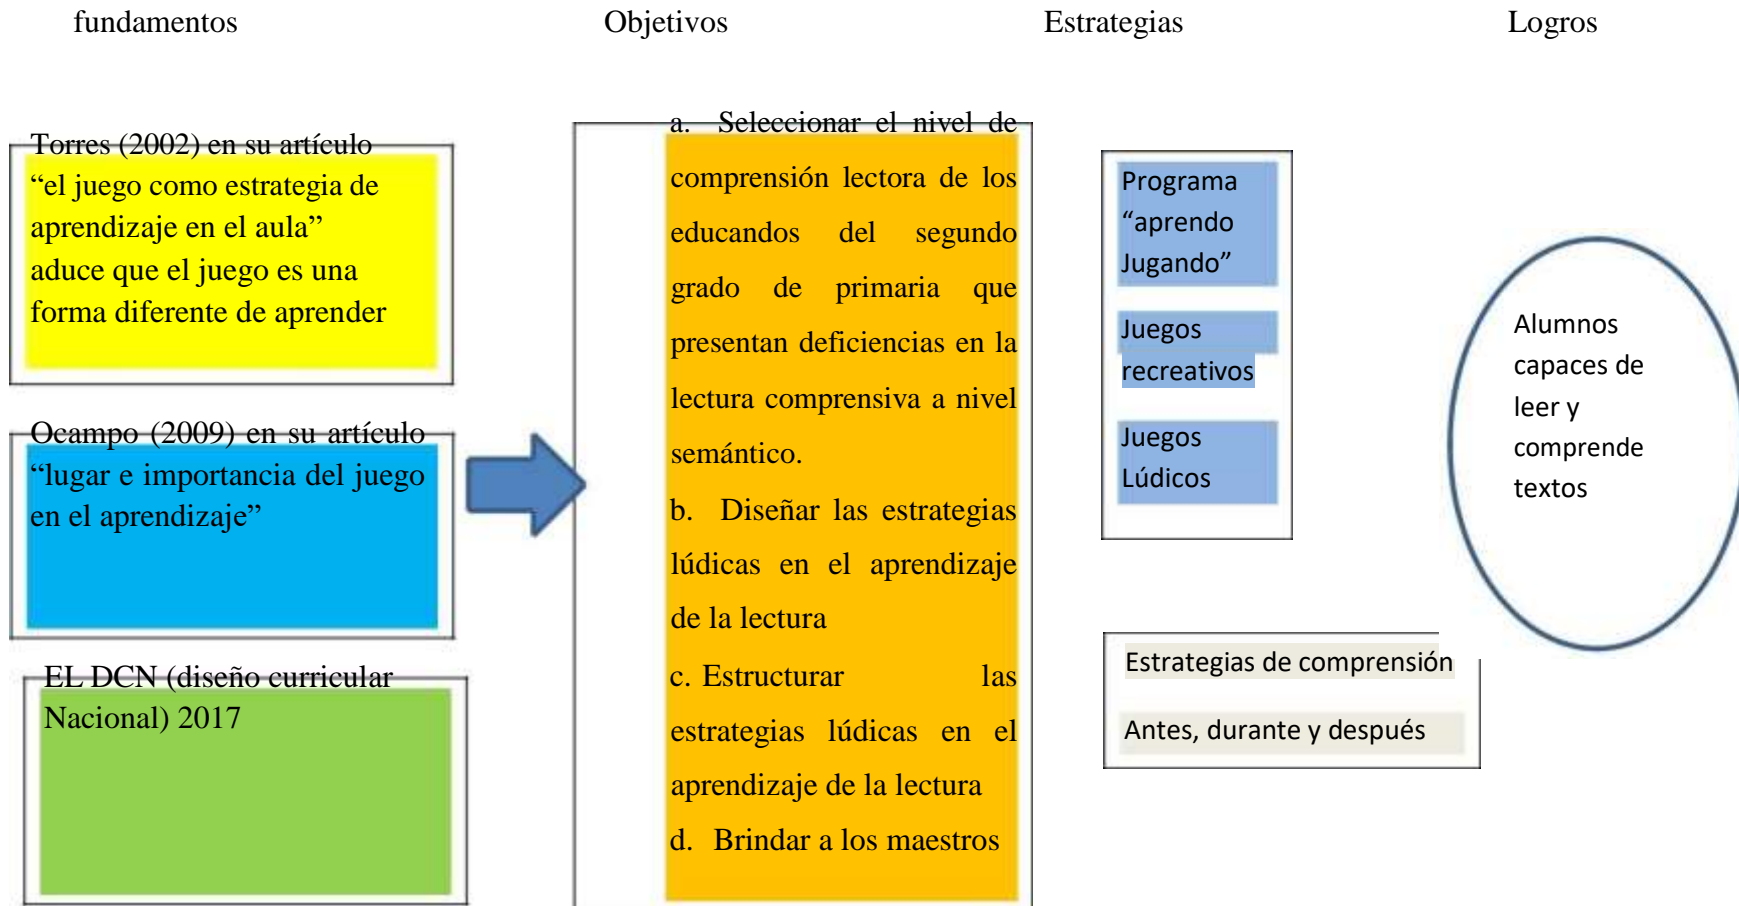 fundamentos
Objetivos
Estrategias
Logros
Torres (2002) en su artículo
“el juego como estrategia de
aprendizaje en el aula”
aduce que el juego es una
forma diferente de aprender
Ocampo (2009) en su artículo
“lugar e importancia del juego
en el aprendizaje”
EL DCN (diseño curricular
Nacional) 2017
a. Seleccionar el nivel de
comprensión lectora de los
educandos del segundo
grado de primaria que
presentan deficiencias en la
lectura comprensiva a nivel
semántico.
b. Diseñar las estrategias
lúdicas en el aprendizaje
de la lectura
c. Estructurar las
estrategias lúdicas en el
aprendizaje de la lectura
d. Brindar a los maestros
Programa
“aprendo
Jugando”
Juegos
recreativos
Juegos
Lúdicos
Estrategias de comprensión
Antes, durante y después
Alumnos
capaces de
leer y
comprende
textos